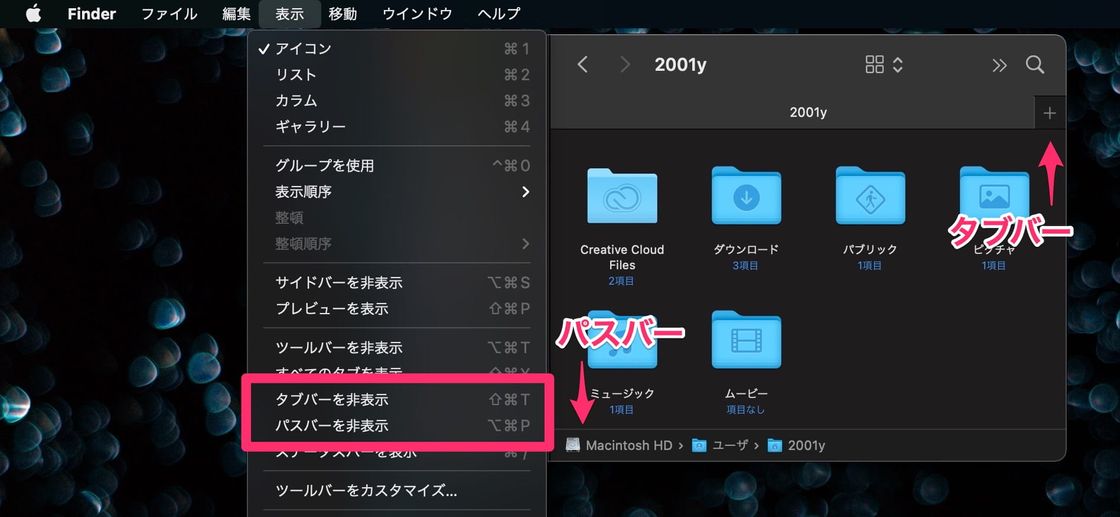 Finder ファイル 編集 表示 移動 ウインドウ ヘルプ
✓ アイコン ⌘1
リスト ⌘2
カラム ⌘3
ギャラリー ⌘4
グループを使用 ^⌘0
表示順序
整頓
整頓順序
サイドバーを非表示 ⌥⌘S
プレビューを表示 ⇧⌘P
ツールバーを非表示 ⌥⌘T
すべてのタブを表示 ⇧⌘Y
タブバーを非表示 ⇧⌘T
パスバーを非表示 ⌥⌘P
ステータスバーを表示 ⌘/
ツールバーをカスタマイズ...
2001y
2001y
タブバー
Creative Cloud
Files
2項目
ダウンロード
3項目
パブリック
1項目
ピクチャ
1項目
パスバー
ミュージック
1項目
ムービー
項目なし
Macintosh HD › ユーザ › 2001y